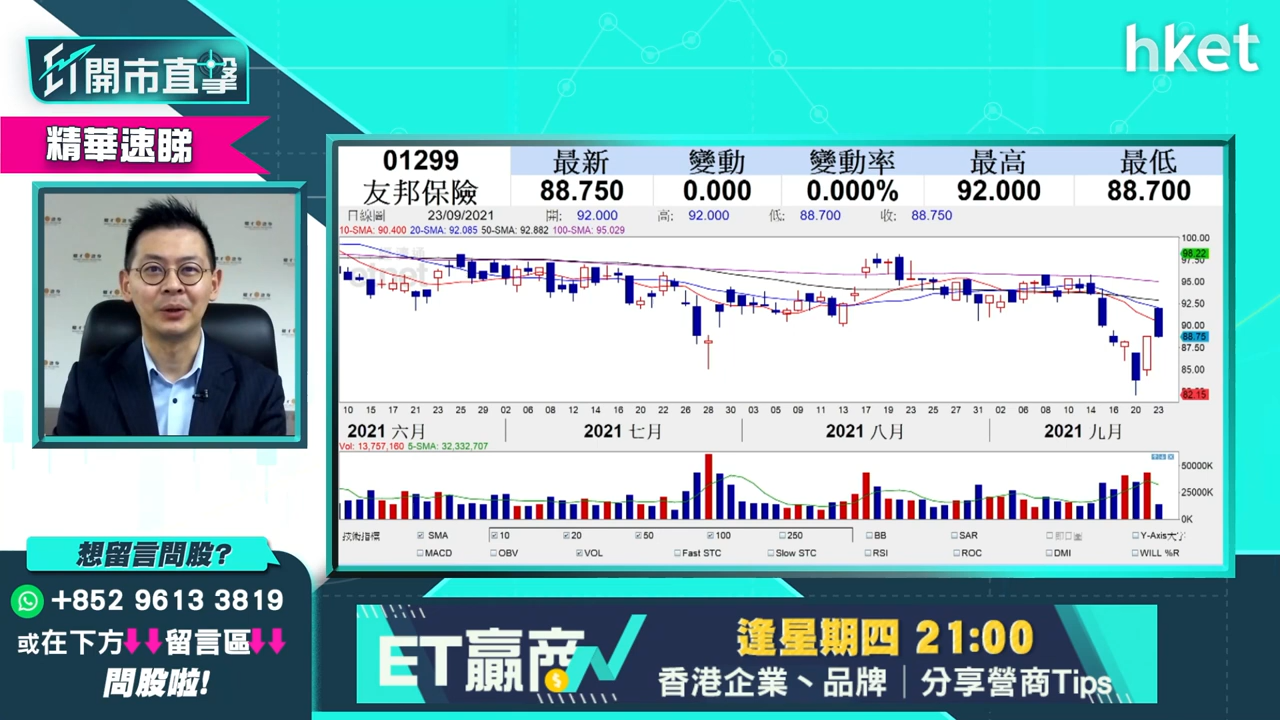 hket
ET開市直擊
精華速睇
01299
友邦保險
最新 變動 變動率 最高 最低
88.750 0.000 0.000% 92.000 88.700
日線圖 23/09/2021 開: 92.000 高: 92.000 低: 88.700 收: 88.750
10-SMA: 90.400 20-SMA: 92.085 50-SMA: 92.882 100-SMA: 95.029
100.00
98.22
97.50
95.00
92.50
90.00
88.75
87.50
85.00
82.15
10 15 17 21 23 25 29 02 06 08 12 14 16 20 22 26 28 30 03 05 09 11 13 17 19 23 25 27 31 02 06 08 10 14 16 20 23
2021 六月 2021 七月 2021 八月 2021 九月
Vol: 13,757,160 5-SMA: 32,332,707
50000K
25000K
0K
技術指標 SMA 10 20 50 100 250 BB SAR Y-Axis大字
MACD OBV VOL Fast STC Slow STC RSI ROC DMI WILL %R
想留言問股?
+852 9613 3819
或在下方留言區
問股啦!
ET贏商
$
逢星期四 21:00
香港企業、品牌｜分享營商Tips